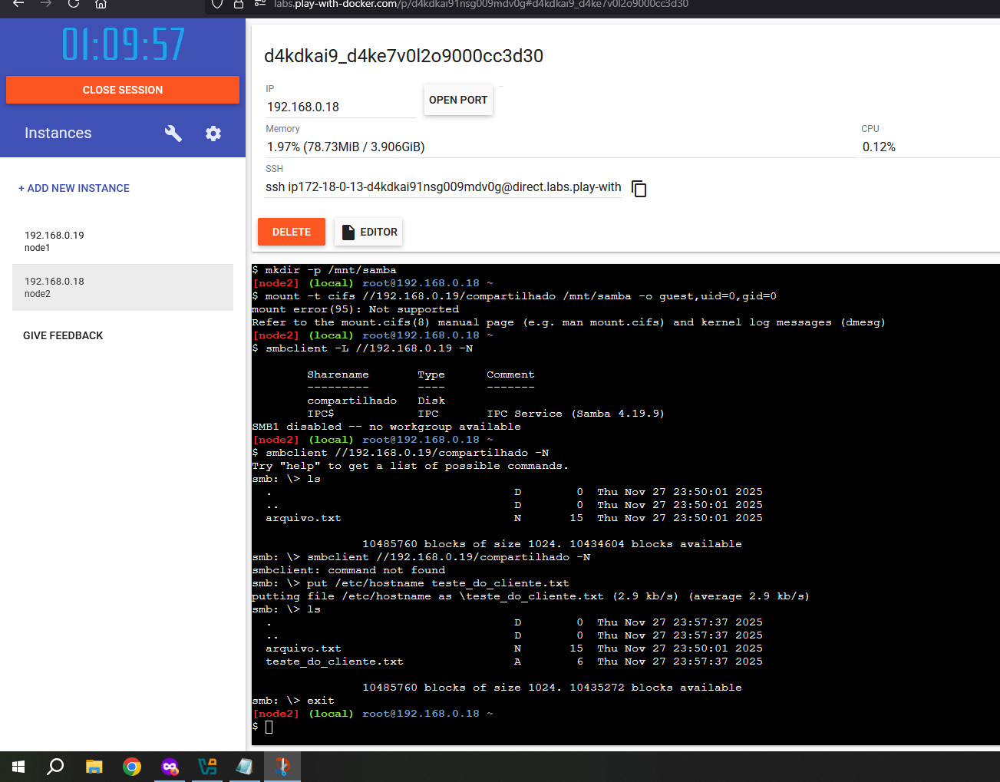 labs.play-with-docker.com/p/d4kdkai91nsg009mdv0g#d4kdkai9_d4ke7v0l2o9000cc3d30
01:09:57
CLOSE SESSION
Instances
+ ADD NEW INSTANCE
192.168.0.19
node1
192.168.0.18
node2
GIVE FEEDBACK
d4kdkai9_d4ke7v0l2o9000cc3d30
IP
192.168.0.18
OPEN PORT
Memory
1.97% (78.73MiB / 3.906GiB)
CPU
0.12%
SSH
ssh ip172-18-0-13-d4kdkai91nsg009mdv0g@direct.labs.play-with
DELETE
EDITOR
$ mkdir -p /mnt/samba
[node2] (local) root@192.168.0.18 ~
$ mount -t cifs //192.168.0.19/compartilhado /mnt/samba -o guest,uid=0,gid=0
mount error(95): Not supported
Refer to the mount.cifs(8) manual page (e.g. man mount.cifs) and kernel log messages (dmesg)
[node2] (local) root@192.168.0.18 ~
$ smbclient -L //192.168.0.19 -N
Sharename Type Comment
--------- ---- -------
compartilhado Disk
IPC$ IPC IPC Service (Samba 4.19.9)
SMB1 disabled -- no workgroup available
[node2] (local) root@192.168.0.18 ~
$ smbclient //192.168.0.19/compartilhado -N
Try "help" to get a list of possible commands.
smb: \> ls
. D 0 Thu Nov 27 23:50:01 2025
.. D 0 Thu Nov 27 23:50:01 2025
arquivo.txt N 15 Thu Nov 27 23:50:01 2025
10485760 blocks of size 1024. 10434604 blocks available
smb: \> smbclient //192.168.0.19/compartilhado -N
smbclient: command not found
smb: \> put /etc/hostname teste_do_cliente.txt
putting file /etc/hostname as \teste_do_cliente.txt (2.9 kb/s) (average 2.9 kb/s)
smb: \> ls
. D 0 Thu Nov 27 23:57:37 2025
.. D 0 Thu Nov 27 23:57:37 2025
arquivo.txt N 15 Thu Nov 27 23:50:01 2025
teste_do_cliente.txt A 6 Thu Nov 27 23:57:37 2025
10485760 blocks of size 1024. 10435272 blocks available
smb: \> exit
[node2] (local) root@192.168.0.18 ~
$